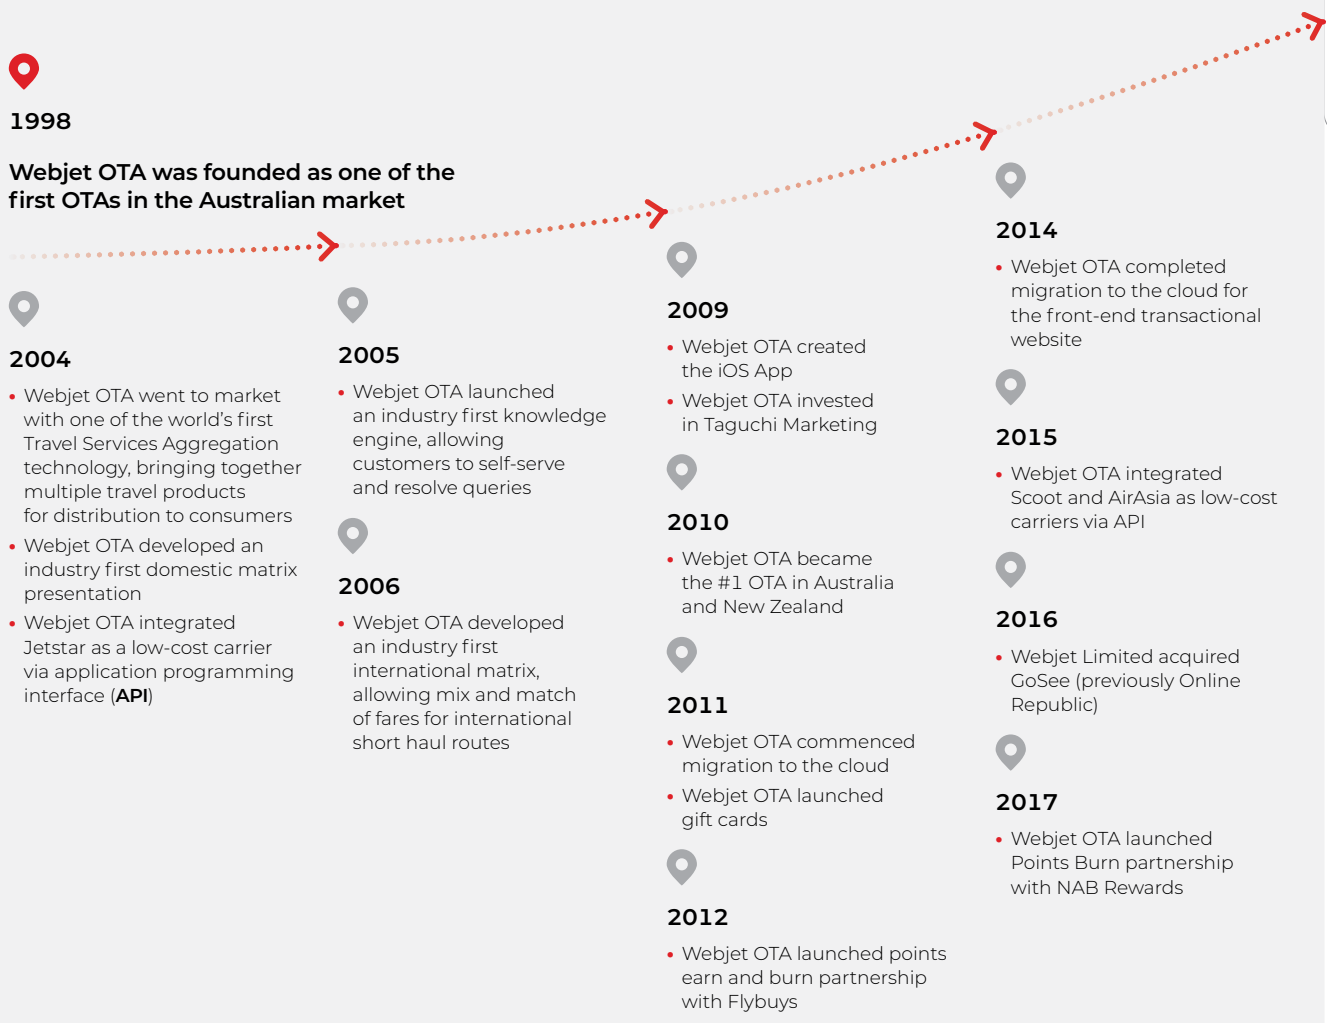 1998
Webjet OTA was founded as one of the
first OTAs in the Australian market
2004
• Webjet OTA went to market
with one of the world’s first
Travel Services Aggregation
technology, bringing together
multiple travel products
for distribution to consumers
• Webjet OTA developed an
industry first domestic matrix
presentation
• Webjet OTA integrated
Jetstar as a low-cost carrier
via application programming
interface (API)
2005
• Webjet OTA launched
an industry first knowledge
engine, allowing
customers to self-serve
and resolve queries
2006
• Webjet OTA developed
an industry first
international matrix,
allowing mix and match
of fares for international
short haul routes
2009
• Webjet OTA created
the iOS App
• Webjet OTA invested
in Taguchi Marketing
2010
• Webjet OTA became
the #1 OTA in Australia
and New Zealand
2011
• Webjet OTA commenced
migration to the cloud
• Webjet OTA launched
gift cards
2012
• Webjet OTA launched points
earn and burn partnership
with Flybuys
2014
• Webjet OTA completed
migration to the cloud for
the front-end transactional
website
2015
• Webjet OTA integrated
Scoot and AirAsia as low-cost
carriers via API
2016
• Webjet Limited acquired
GoSee (previously Online
Republic)
2017
• Webjet OTA launched
Points Burn partnership
with NAB Rewards